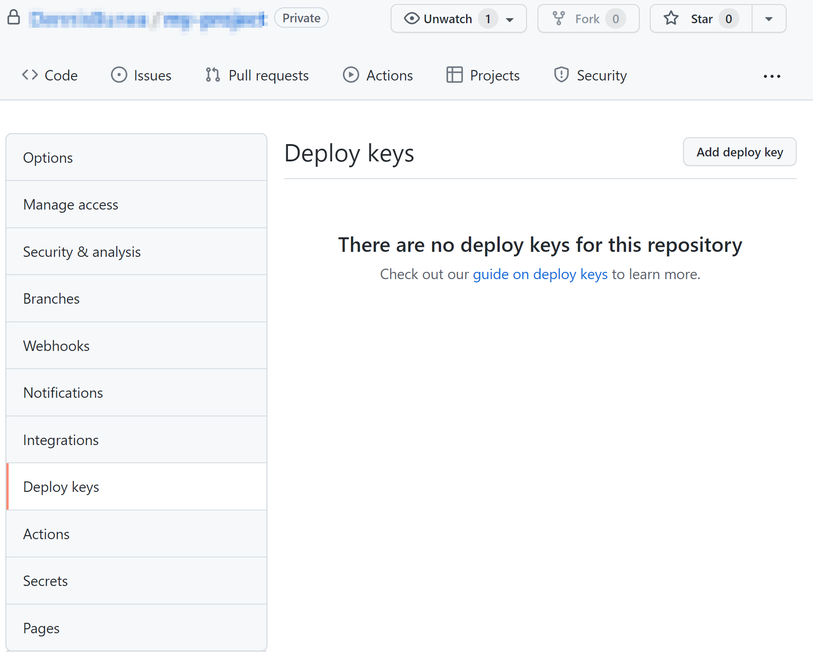 Private
Unwatch 1
Fork 0
Star 0
Code
Issues
Pull requests
Actions
Projects
Security
Options
Manage access
Security & analysis
Branches
Webhooks
Notifications
Integrations
Deploy keys
Actions
Secrets
Pages
Deploy keys
Add deploy key
There are no deploy keys for this repository
Check out our guide on deploy keys to learn more.